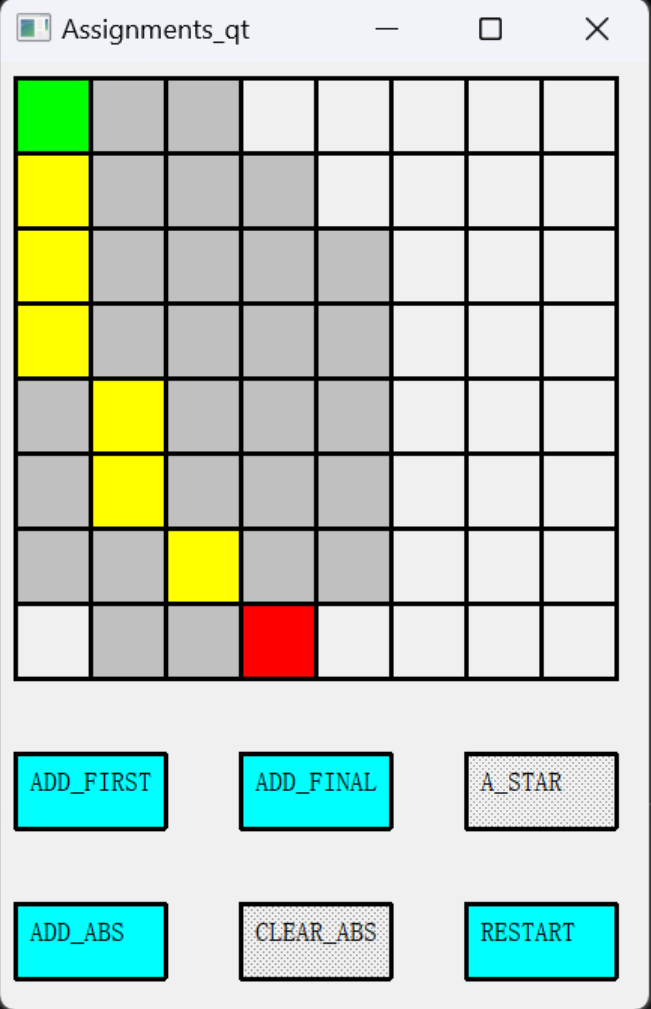 Assignments_qt
ADD_FIRST
ADD_FINAL
A_STAR
ADD_ABS
CLEAR_ABS
RESTART